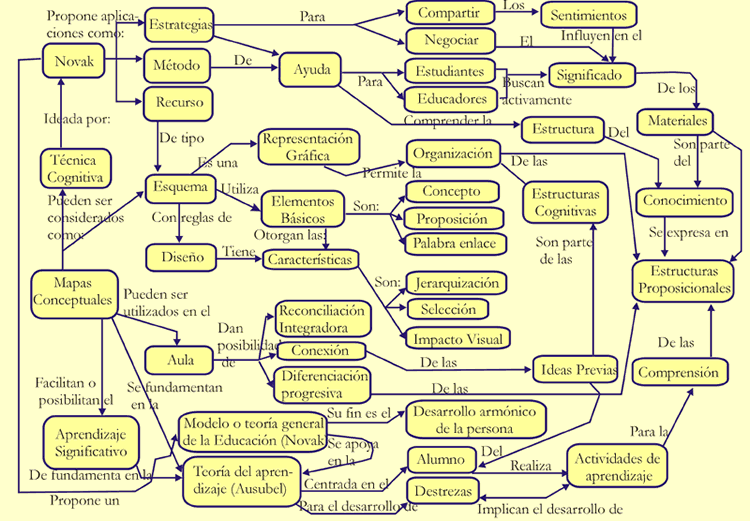 Propone aplica-
ciones como:
Estrategias
Para
Compartir
Los
Sentimientos
Negociar
El
Influyen en el
Novak
Método
De
Ayuda
Para
Estudiantes
Buscan
activamente
Significado
Educadores
De los
Recurso
Ideada por:
Comprender la
Estructura
Del
Materiales
Son parte
del
De tipo
Representación
Gráfica
Es una
Permite la
Organización
De las
Técnica
Cognitiva
Esquema
Utiliza
Elementos
Básicos
Son:
Concepto
Proposición
Palabra enlace
Estructuras
Cognitivas
Conocimiento
Pueden ser
considerados
como:
Con reglas de
Otorgan las:
Se expresa en
Diseño
Tiene
Características
Son parte
de las
Estructuras
Proposicionales
Mapas
Conceptuales
Pueden ser
utilizados en el
Son:
Jerarquización
Selección
Impacto Visual
Reconciliación
Integradora
Dan
posibilidad
de
Aula
Conexión
De las
Ideas Previas
De las
Comprensión
Diferenciación
progresiva
De las
Facilitan o
posibilitan el
Se fundamentan
en la
Aprendizaje
Significativo
Modelo o teoría general
de la Educación (Novak)
Su fin es el
Desarrollo armónico
de la persona
Se apoya
en la
Para la
De fundamenta en la
Teoría del apren-
dizaje (Ausubel)
Centrada en el
Alumno
Del
Realiza
Actividades de
aprendizaje
Propone un
Para el desarrollo de
Destrezas
Implican el desarrollo de